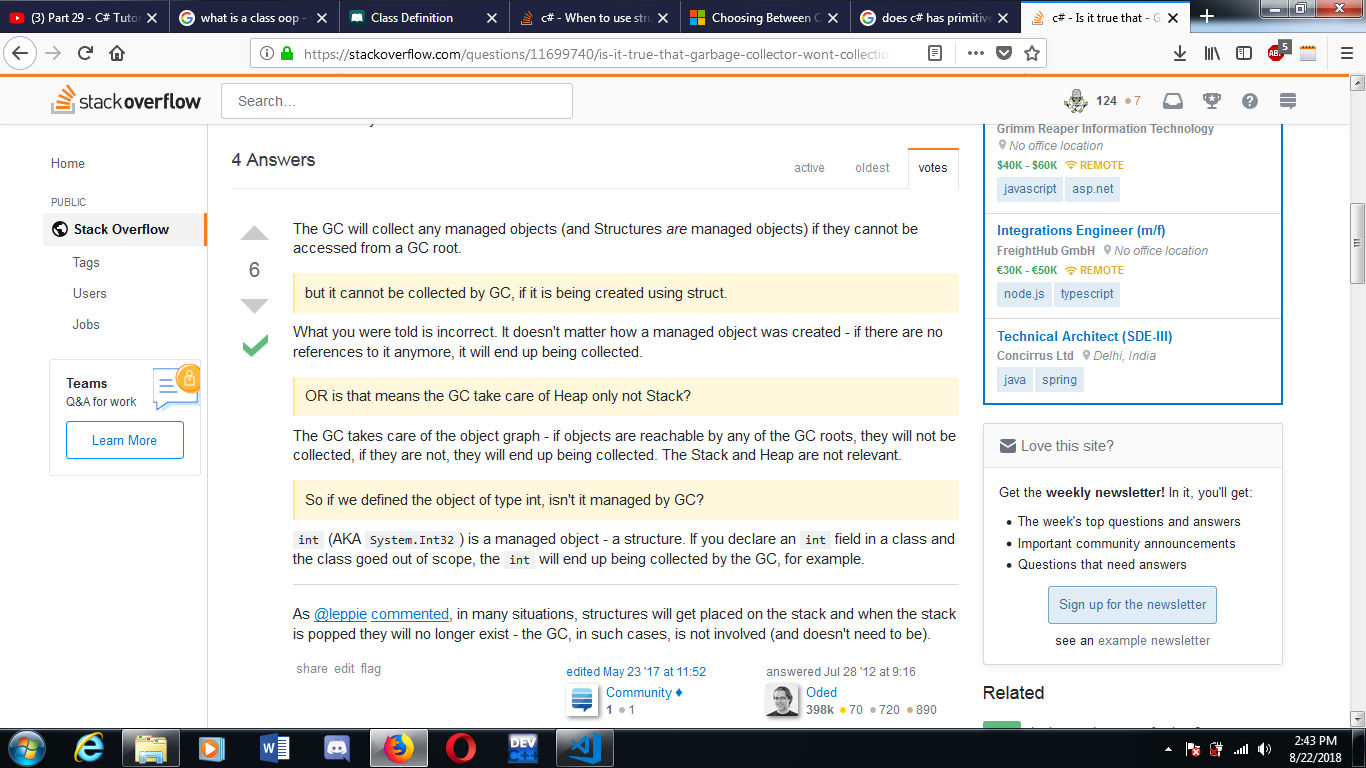 (3) Part 29 - C# Tutor
what is a class oop -
Class Definition
c# - When to use stru
Choosing Between C
does c# has primitive
c# - Is it true that - G
https://stackoverflow.com/questions/11699740/is-it-true-that-garbage-collector-wont-collection
5
stackoverflow
Search...
124 ● 7
Home
PUBLIC
Stack Overflow
Tags
Users
Jobs
Teams
Q&A for work
Learn More
4 Answers
active oldest votes
6
The GC will collect any managed objects (and Structures are managed objects) if they cannot be
accessed from a GC root.
but it cannot be collected by GC, if it is being created using struct.
What you were told is incorrect. It doesn't matter how a managed object was created - if there are no
references to it anymore, it will end up being collected.
OR is that means the GC take care of Heap only not Stack?
The GC takes care of the object graph - if objects are reachable by any of the GC roots, they will not be
collected, if they are not, they will end up being collected. The Stack and Heap are not relevant.
So if we defined the object of type int, isn't it managed by GC?
int (AKA System.Int32 ) is a managed object - a structure. If you declare an int field in a class and
the class goed out of scope, the int will end up being collected by the GC, for example.
As @leppie commented, in many situations, structures will get placed on the stack and when the stack
is popped they will no longer exist - the GC, in such cases, is not involved (and doesn't need to be).
share edit flag
edited May 23 '17 at 11:52
Community ♦
1 ● 1
answered Jul 28 '12 at 9:16
Oded
398k ● 70 ● 720 ● 890
Grimm Reaper Information Technology
No office location
$40K - $60K REMOTE
javascript asp.net
Integrations Engineer (m/f)
FreightHub GmbH No office location
€30K - €50K REMOTE
node.js typescript
Technical Architect (SDE-III)
Concirrus Ltd Delhi, India
java spring
Love this site?
Get the weekly newsletter! In it, you'll get:
• The week's top questions and answers
• Important community announcements
• Questions that need answers
Sign up for the newsletter
see an example newsletter
Related
DEV
C++
2:43 PM
8/22/2018